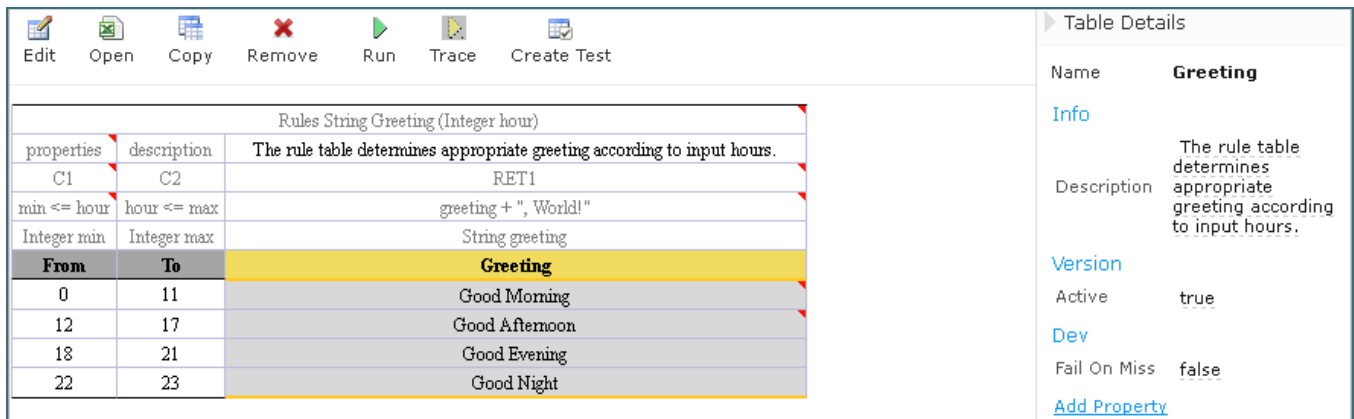 Edit Open Copy Remove Run Trace Create Test
Rules String Greeting (Integer hour)
properties description The rule table determines appropriate greeting according to input hours.
C1 C2 RET1
min <= hour hour <= max greeting + ", World!"
Integer min Integer max String greeting
From To Greeting
0 11 Good Morning
12 17 Good Afternoon
18 21 Good Evening
22 23 Good Night
Table Details
Name Greeting
Info
Description The rule table
determines
appropriate
greeting according
to input hours.
Version
Active true
Dev
Fail On Miss false
Add Property